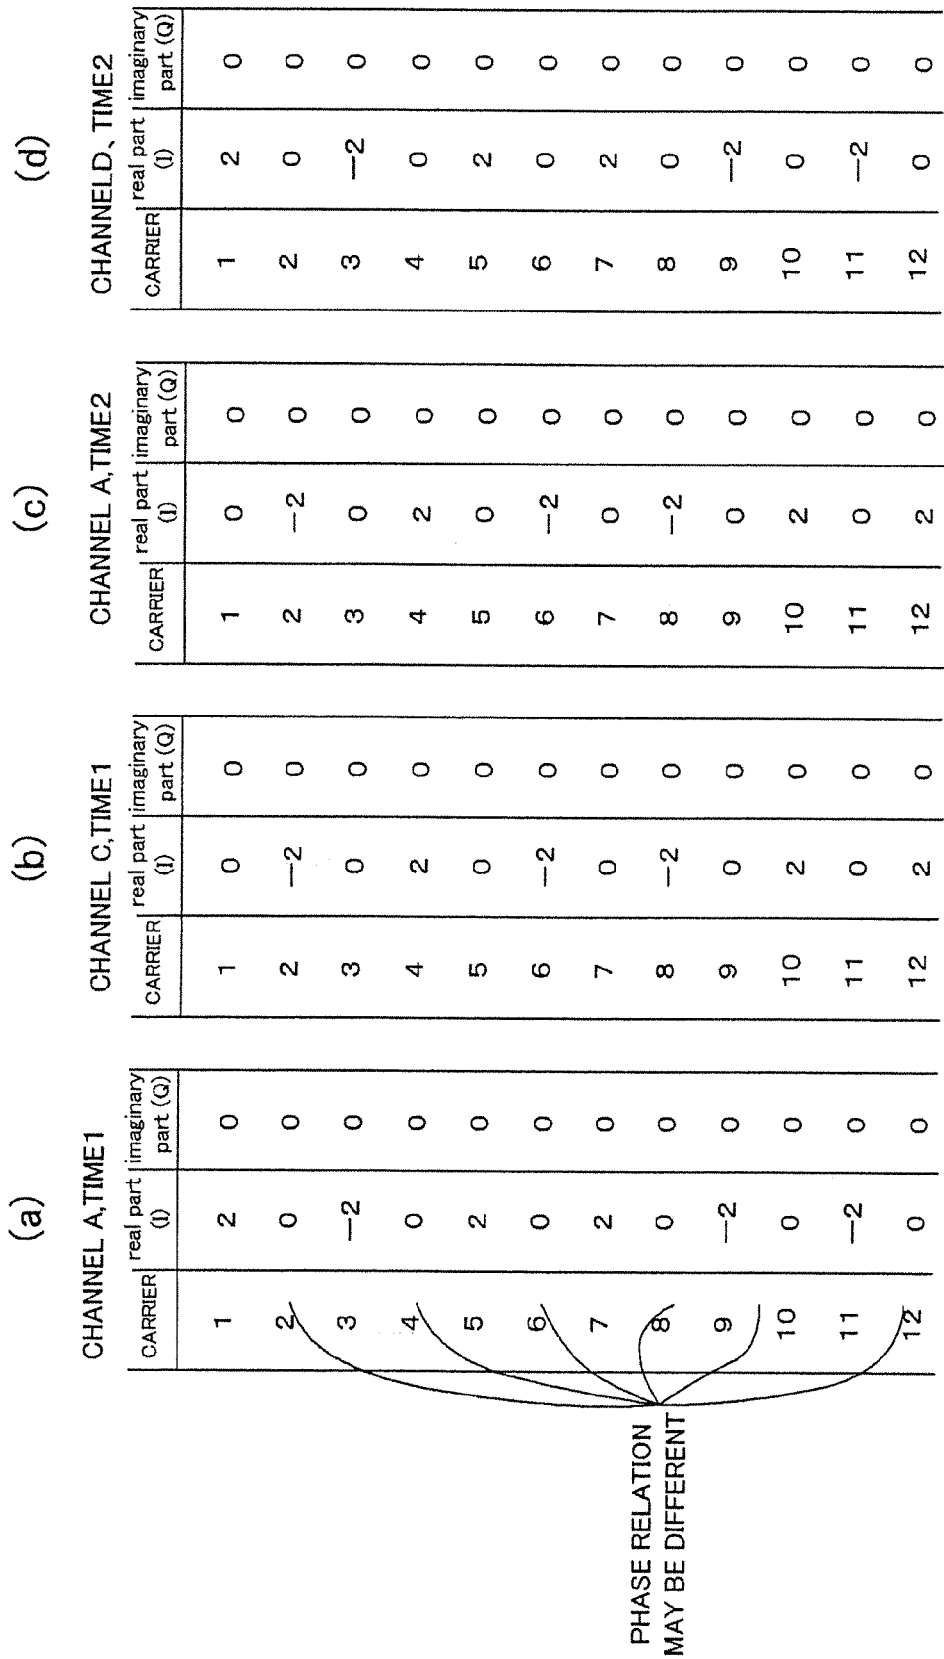 (a)
CHANNEL A,TIME1
CARRIER real part (I) imaginary part (Q)
1 2 0
2 0 0
3 −2 0
4 0 0
5 2 0
6 0 0
7 2 0
8 0 0
9 −2 0
10 0 0
11 −2 0
12 0 0
PHASE RELATION
MAY BE DIFFERENT
(b)
CHANNEL C,TIME1
CARRIER real part (I) imaginary part (Q)
1 0 0
2 −2 0
3 0 0
4 2 0
5 0 0
6 −2 0
7 0 0
8 −2 0
9 0 0
10 2 0
11 0 0
12 2 0
(c)
CHANNEL A,TIME2
CARRIER real part (I) imaginary part (Q)
1 0 0
2 −2 0
3 0 0
4 2 0
5 0 0
6 −2 0
7 0 0
8 −2 0
9 0 0
10 2 0
11 0 0
12 2 0
(d)
CHANNELD、TIME2
CARRIER real part (I) imaginary part (Q)
1 2 0
2 0 0
3 −2 0
4 0 0
5 2 0
6 0 0
7 2 0
8 0 0
9 −2 0
10 0 0
11 −2 0
12 0 0